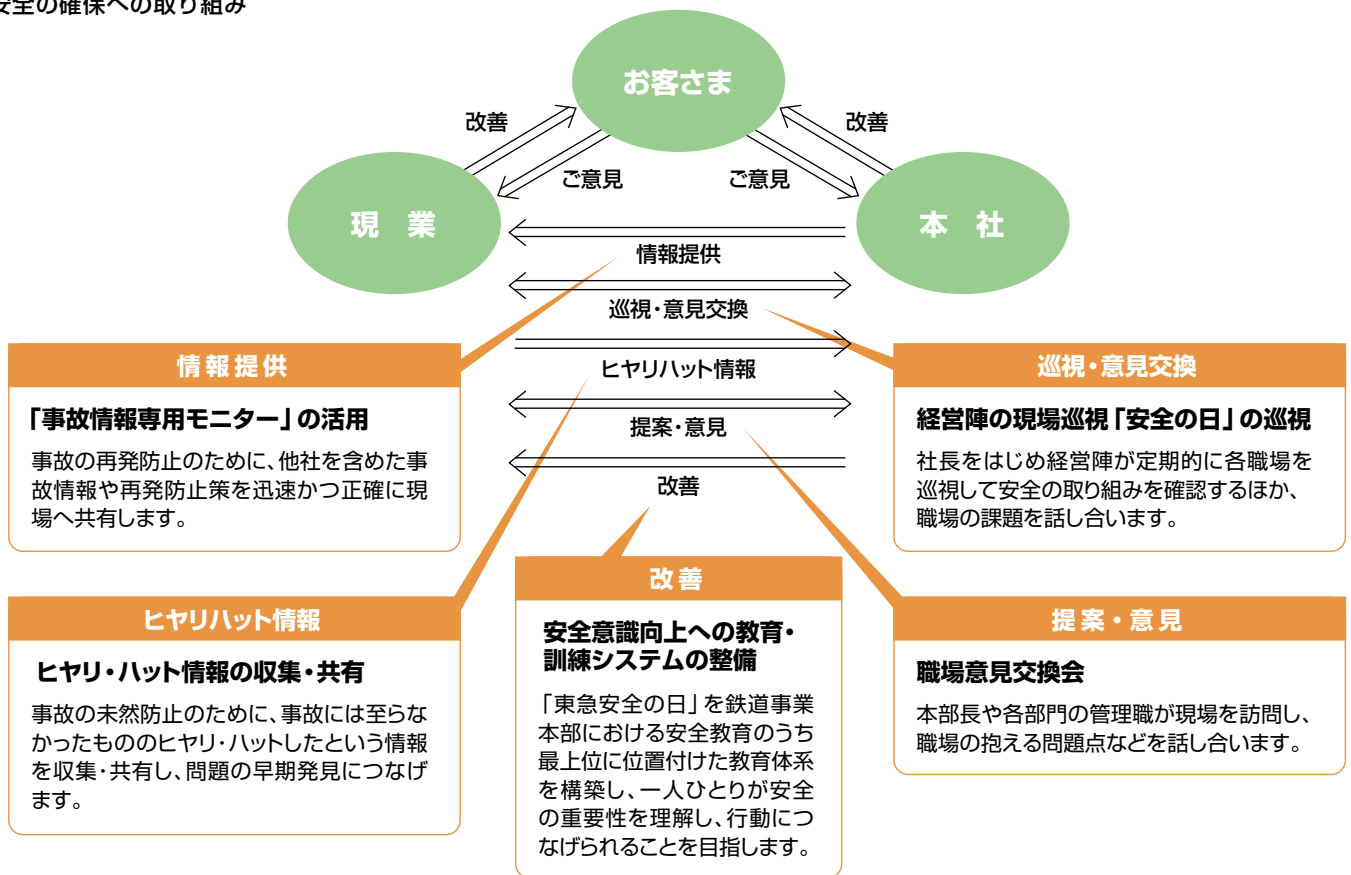 安全の確保への取り組み
お客さま
改善
改善
ご意見
ご意見
現　業
本　社
情報提供
巡視・意見交換
ヒヤリハット情報
提案・意見
改善
情報提供
「事故情報専用モニター」の活用
事故の再発防止のために、他社を含めた事
故情報や再発防止策を迅速かつ正確に現
場へ共有します。
巡視・意見交換
経営陣の現場巡視「安全の日」の巡視
社長をはじめ経営陣が定期的に各職場を
巡視して安全の取り組みを確認するほか、
職場の課題を話し合います。
ヒヤリハット情報
ヒヤリ・ハット情報の収集・共有
事故の未然防止のために、事故には至らな
かったもののヒヤリ・ハットしたという情報
を収集・共有し、問題の早期発見につなげ
ます。
改善
安全意識向上への教育・
訓練システムの整備
「東急安全の日」を鉄道事業
本部における安全教育のうち
最上位に位置付けた教育体系
を構築し、一人ひとりが安全
の重要性を理解し、行動につ
なげられることを目指します。
提案・意見
職場意見交換会
本部長や各部門の管理職が現場を訪問し、
職場の抱える問題点などを話し合います。